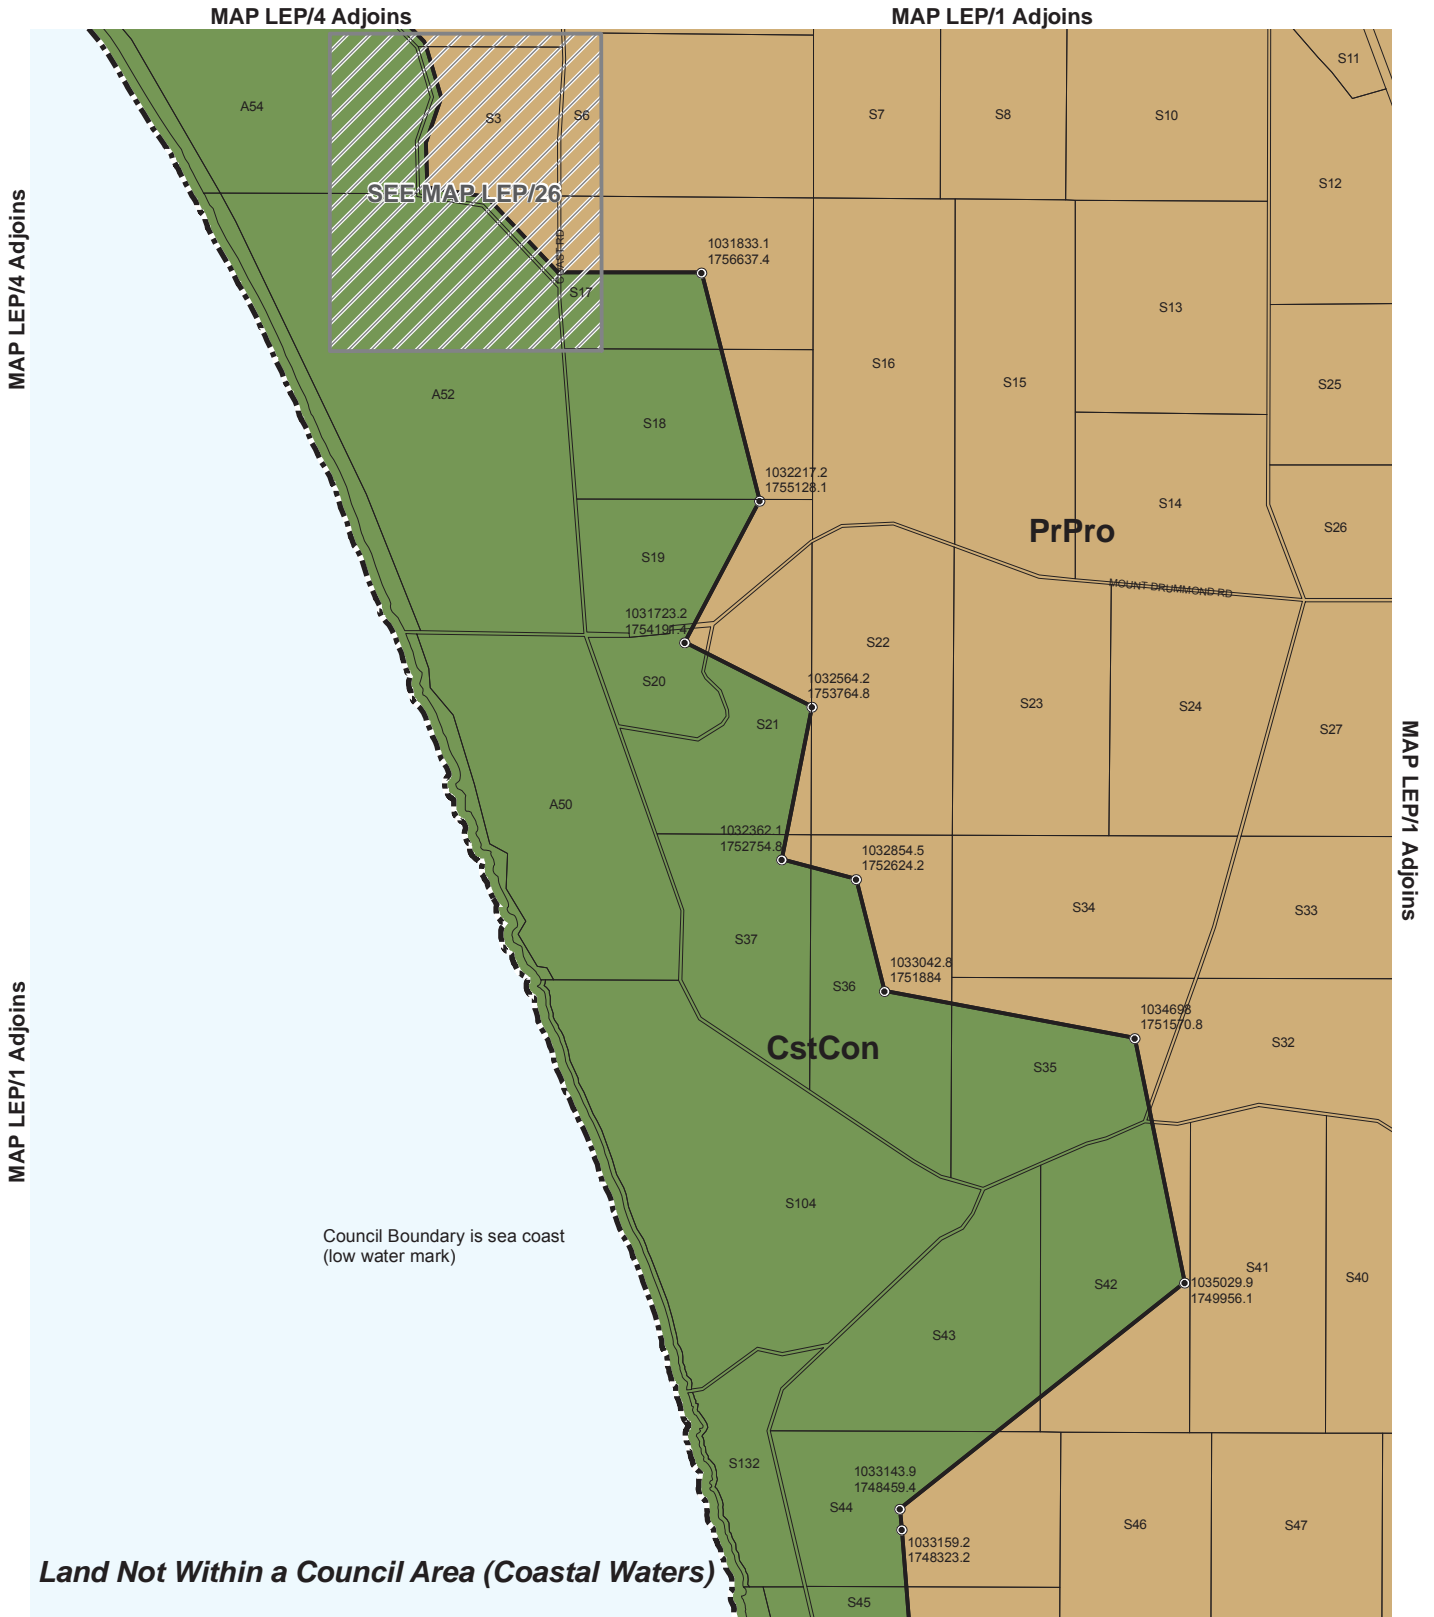 MAP LEP/4 Adjoins
MAP LEP/1 Adjoins
S11
A54
S3
S6
S7
S8
S10
S12
MAP LEP/4 Adjoins
SEE MAP LEP/26
COAST RD
1031833.1
1756637.4
S17
S13
S16
S15
S25
A52
S18
1032217.2
1755128.1
S14
PrPro
S26
S19
MOUNT DRUMMOND RD
1031723.2
1754191.4
S22
S20
1032564.2
1753764.8
S23
S24
S21
S27
MAP LEP/1 Adjoins
A50
1032362.1
1752754.8
1032854.5
1752624.2
S34
S33
S37
1033042.8
1751884
S36
1034698
1751570.8
CstCon
S32
S35
MAP LEP/1 Adjoins
S104
Council Boundary is sea coast
(low water mark)
S41
S40
S42
1035029.9
1749956.1
S43
S132
1033143.9
1748459.4
S44
S46
S47
1033159.2
1748323.2
Land Not Within a Council Area (Coastal Waters)
S45